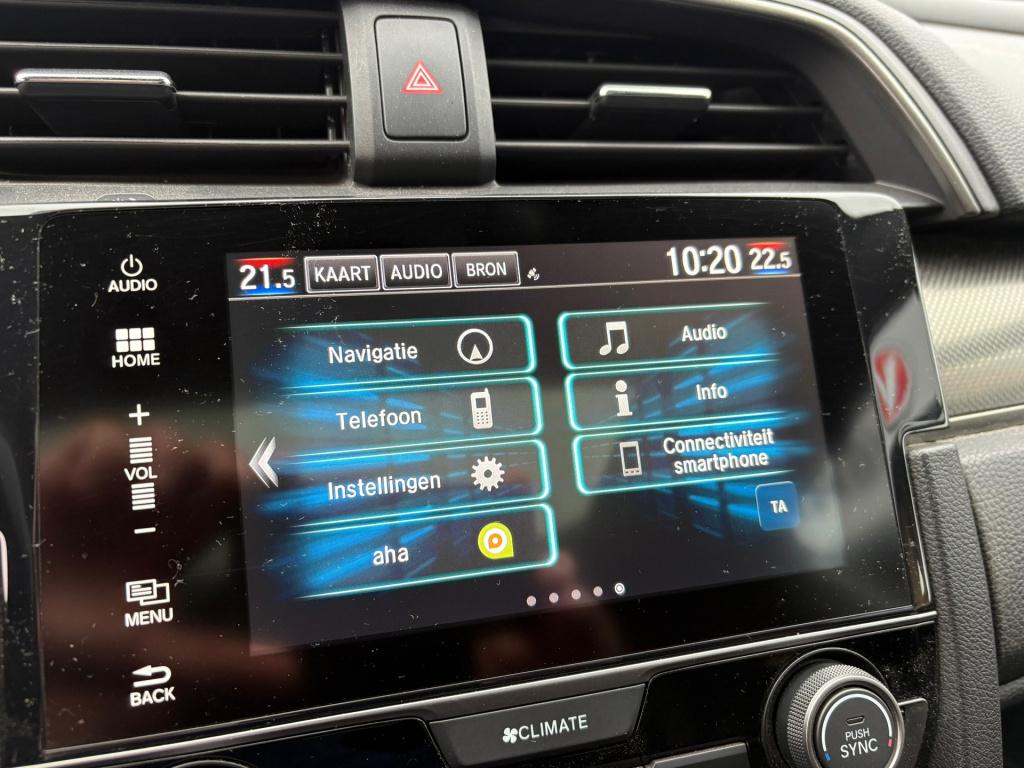 AUDIO
HOME
+
VOL
-
MENU
BACK
21.5
KAART
AUDIO
BRON
10:20
22.5
Navigatie
Telefoon
Instellingen
aha
Audio
Info
Connectiviteit
smartphone
TA
CLIMATE
PUSH
SYNC